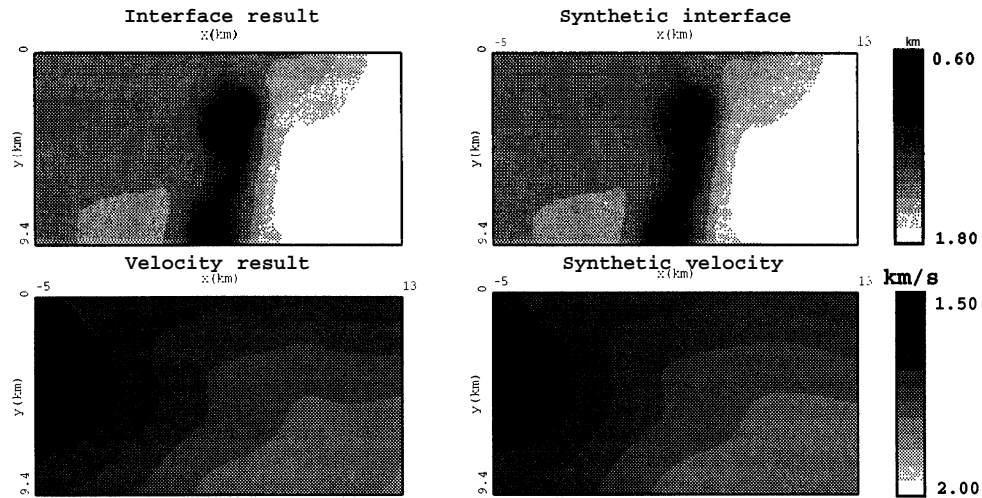 Interface result
x(km)
0
y(km)
9.4
Synthetic interface
x(km)
-5
13
0
y(km)
9.4
km
0.60
1.80
Velocity result
x(km)
-5
13
0
y(km)
9.4
Synthetic velocity
x(km)
-5
13
0
y(km)
9.4
km/s
1.50
2.00